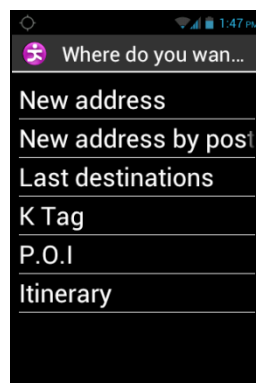 1:47 PM
Where do you wan...
New address
New address by post
Last destinations
K Tag
P.O.I
Itinerary